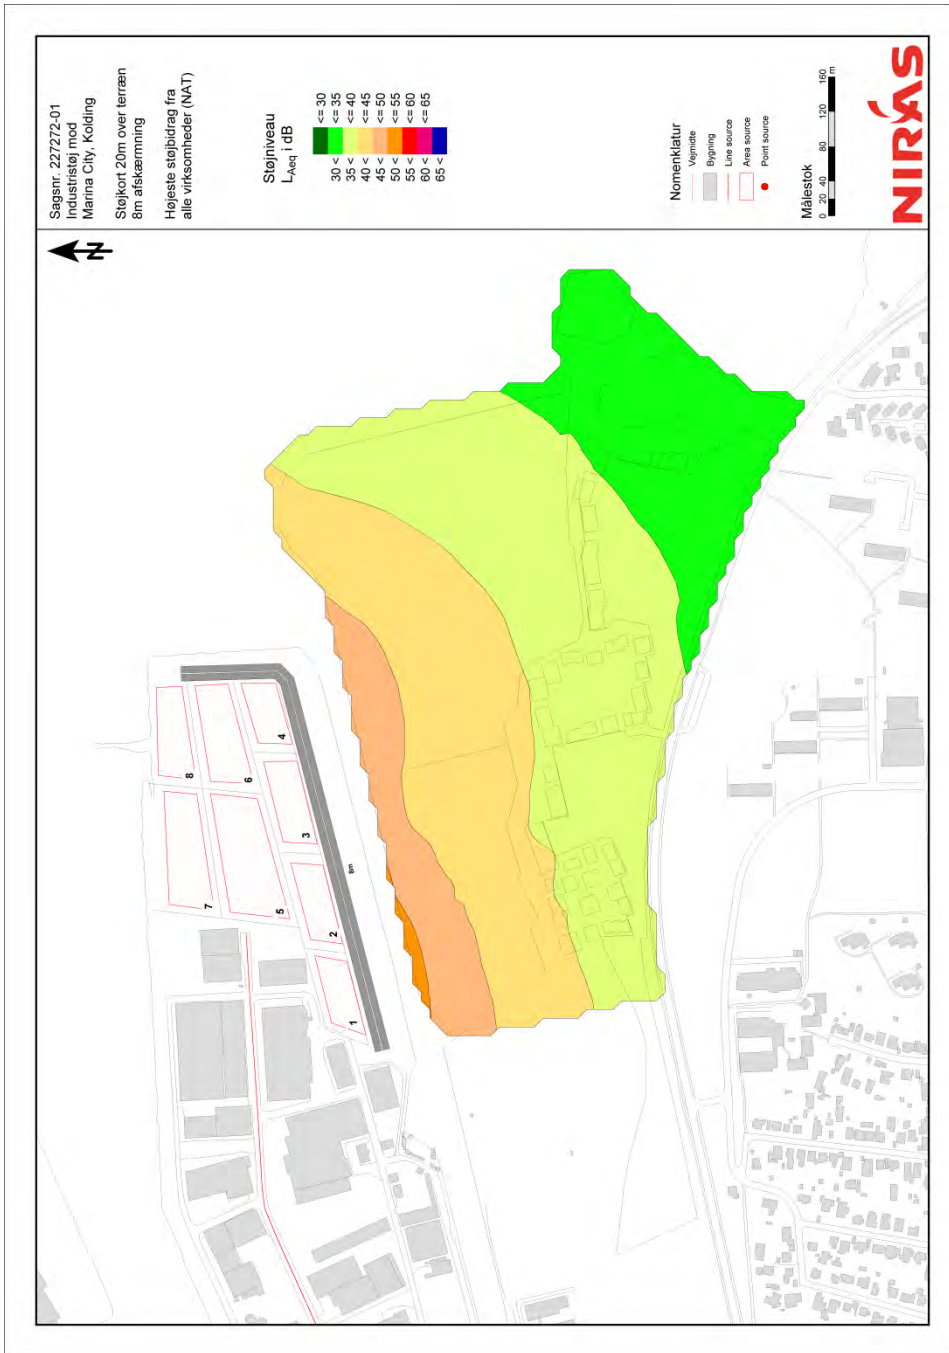 Sagsnr. 227272-01
Industristøj mod
Marina City, Kolding
Støjkort 20m over terræn
8m afskærmning
Højeste støjbidrag fra
alle virksomheder (NAT)
Støjniveau
LAeq i dB
<= 30
30 < <= 35
35 < <= 40
40 < <= 45
45 < <= 50
50 < <= 55
55 < <= 60
60 < <= 65
65 <
Nomenklatur
Vejmidte
Bygning
Line source
Area source
Point source
Målestok
0 20 40 80 120 160
m
NIRAS
N
8
7
6
5
4
3
2
1
8m